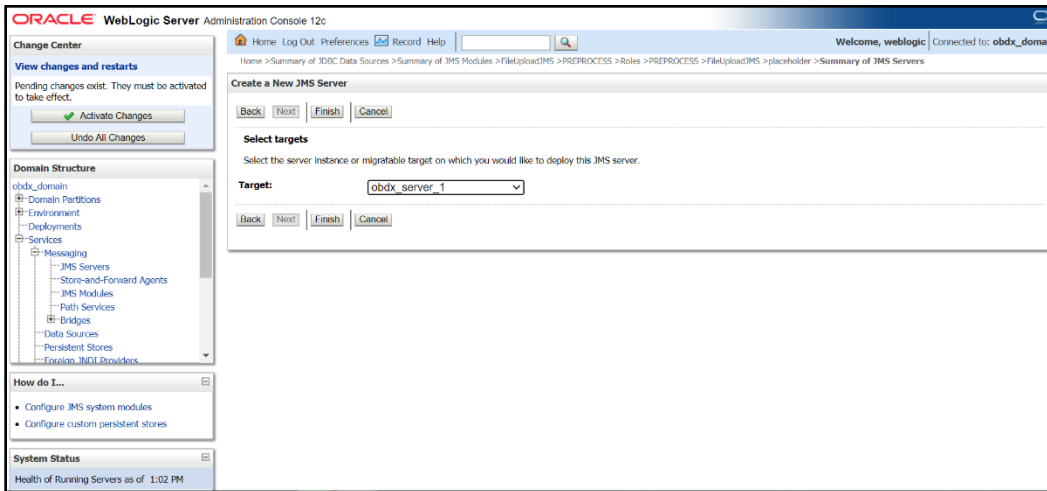 ORACLE WebLogic Server Administration Console 12c
Change Center
View changes and restarts
Pending changes exist. They must be activated
to take effect.
Activate Changes
Undo All Changes
Domain Structure
obdx_domain
Domain Partitions
Environment
Deployments
Services
Messaging
JMS Servers
Store-and-Forward Agents
JMS Modules
Path Services
Bridges
Data Sources
Persistent Stores
Foreign JNDI Providers
How do I...
Configure JMS system modules
Configure custom persistent stores
System Status
Health of Running Servers as of 1:02 PM
Home Log Out Preferences Record Help
Welcome, weblogic Connected to: obdx_doma
Home >Summary of JDBC Data Sources >Summary of JMS Modules >FileUploadJMS >PREPROCESS >Roles >PREPROCESS >FileUploadJMS >placeholder >Summary of JMS Servers
Create a New JMS Server
Back Next Finish Cancel
Select targets
Select the server instance or migratable target on which you would like to deploy this JMS server.
Target: obdx_server_1
Back Next Finish Cancel